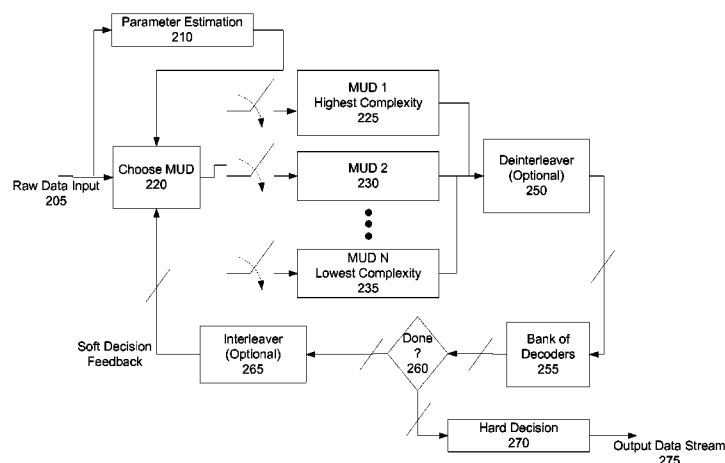 Parameter Estimation
210
MUD 1
Highest Complexity
225
Choose MUD
220
MUD 2
230
Deinterleaver
(Optional)
250
Raw Data Input
205
MUD N
Lowest Complexity
235
Soft Decision
Feedback
Interleaver
(Optional)
265
Done
?
260
Bank of
Decoders
255
Hard Decision
270
Output Data Stream
275